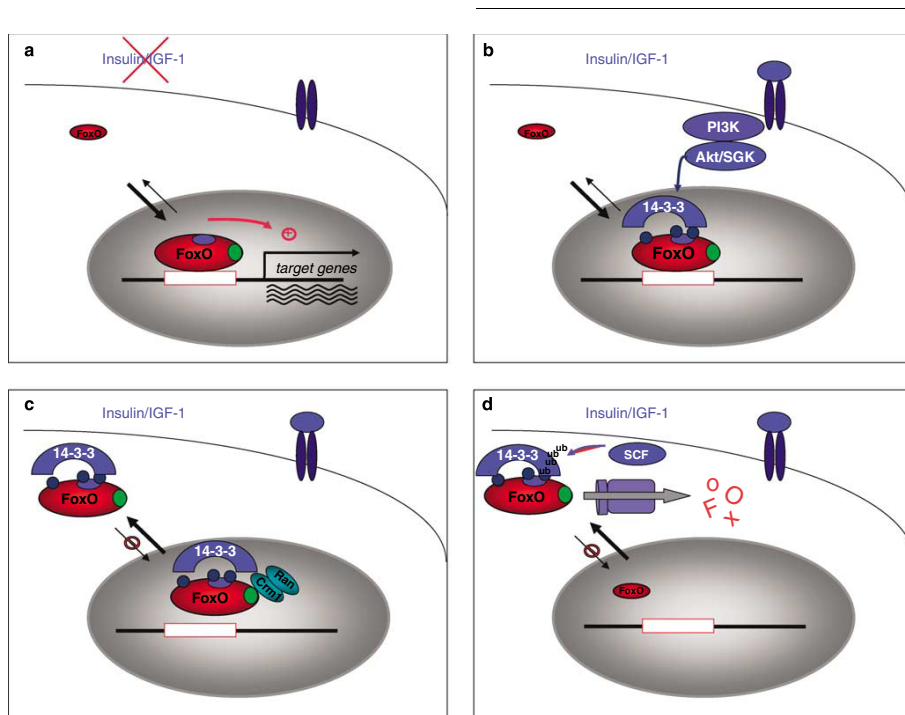 a
Insulin/IGF-1
FoxO
FoxO
+
target genes
b
Insulin/IGF-1
FoxO
PI3K
Akt/SGK
14-3-3
FoxO
c
Insulin/IGF-1
14-3-3
FoxO
14-3-3
FoxO
Crm1
Ran
d
Insulin/IGF-1
14-3-3
ub
ub
ub
ub
SCF
FoxO
F
O
X
O
FoxO